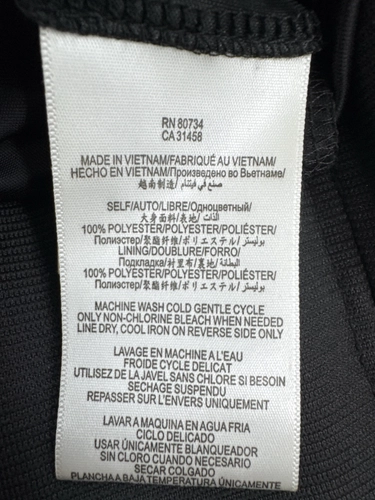 RN 80734
CA 31458
MADE IN VIETNAM/FABRIQUÉ AU VIETNAM/
HECHO EN VIETNAM/Произведено во Вьетнаме/
越南制造/ صنع في فيتنام
SELF/AUTO/LIBRE/Одноцветный/
大身面料/表地/ الذات/
100% POLYESTER/POLYESTER/POLIÉSTER/
Полиэстер/聚酯纤维/ポリエステル/ بوليستر
LINING/DOUBLURE/FORRO/
Подкладка/衬里布/裏地/ البطانة/
100% POLYESTER/POLYESTER/POLIÉSTER/
Полиэстер/聚酯纤维/ポリエステル/ بوليستر
MACHINE WASH COLD GENTLE CYCLE
ONLY NON-CHLORINE BLEACH WHEN NEEDED
LINE DRY, COOL IRON ON REVERSE SIDE ONLY
LAVAGE EN MACHINE A L'EAU
FROIDE CYCLE DELICAT
UTILISEZ DE LA JAVEL SANS CHLORE SI BESOIN
SECHAGE SUSPENDU
REPASSER SUR L'ENVERS UNIQUEMENT
LAVAR A MAQUINA EN AGUA FRIA
CICLO DELICADO
USAR ÚNICAMENTE BLANQUEADOR
SIN CLORO CUANDO NECESARIO
SECAR COLGADO
PLANCHA A BAJA TEMPERATURA ÚNICAMENTE